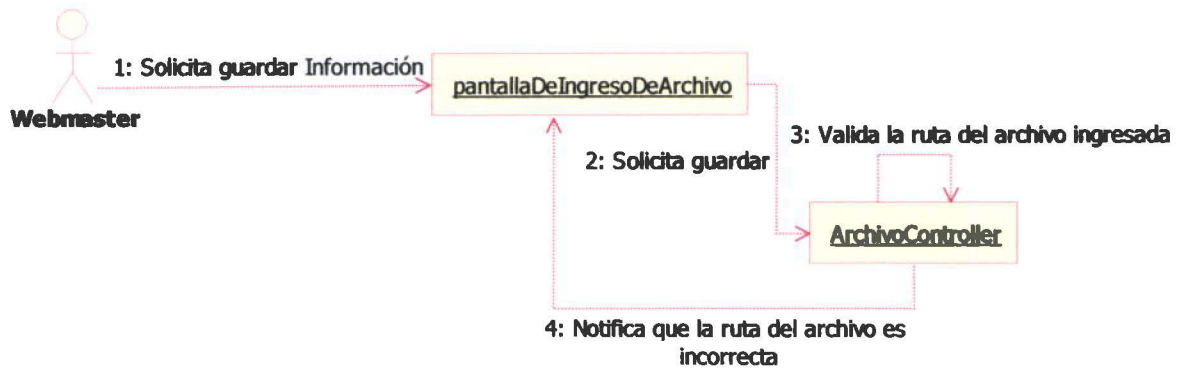 1: Solicita guardar Información
Webmaster
pantallaDeIngresoDeArchivo
2: Solicita guardar
3: Valida la ruta del archivo ingresada
ArchivoController
4: Notifica que la ruta del archivo es
incorrecta